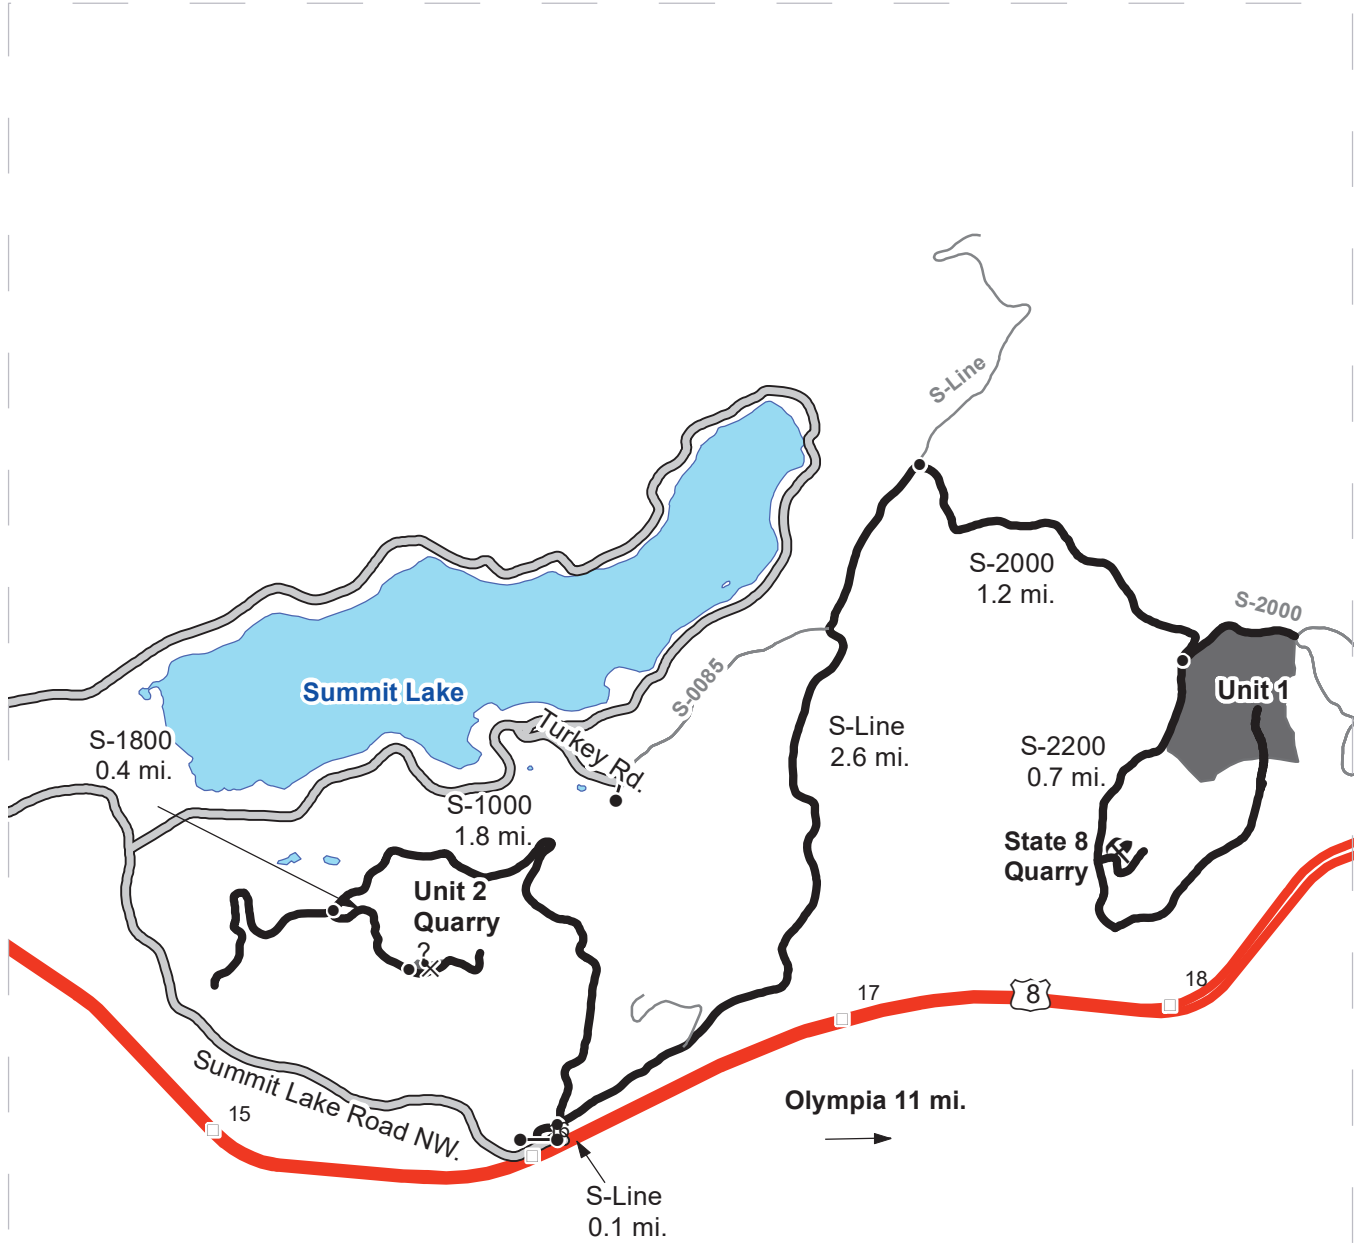 S-Line
S-2000
1.2 mi.
S-2000
Summit Lake
S-0085
Unit 1
Turkey Rd.
S-Line
2.6 mi.
S-1800
0.4 mi.
S-2200
0.7 mi.
S-1000
1.8 mi.
State 8
Quarry
Unit 2
Quarry
?
18
17
8
Summit Lake Road NW.
15
Olympia 11 mi.
16
S-Line
0.1 mi.